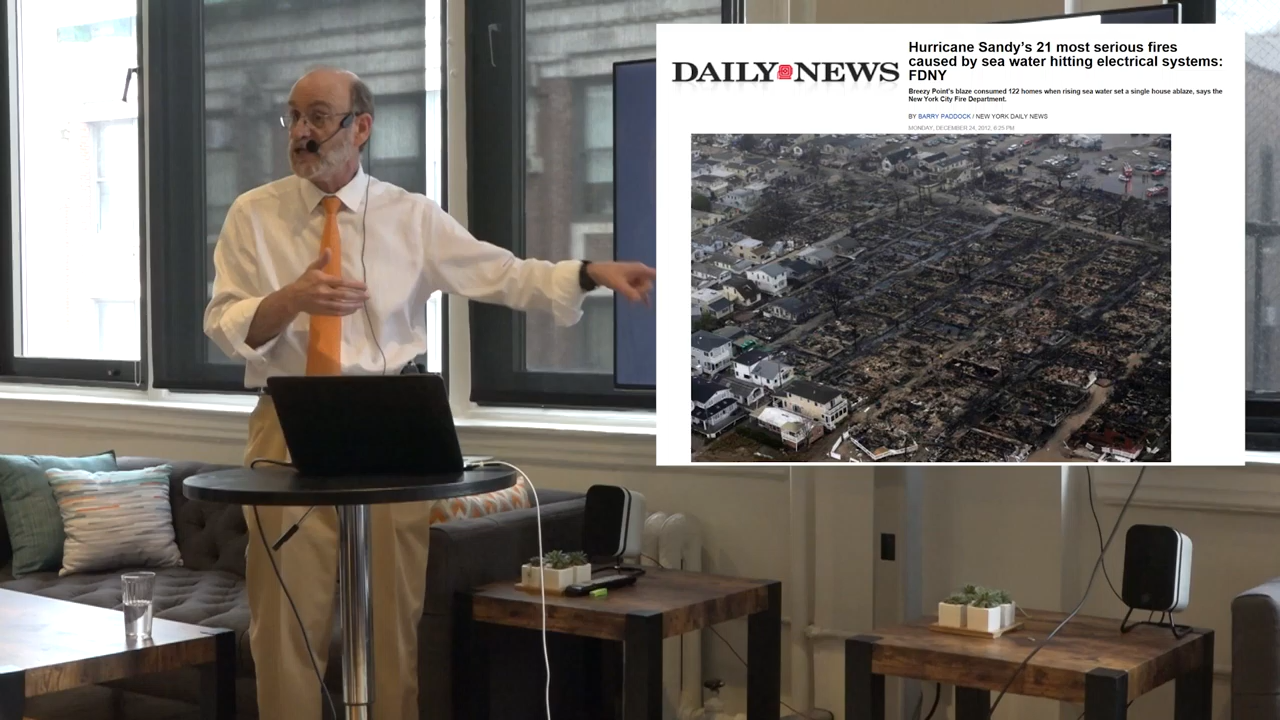 DAILY NEWS
Hurricane Sandy's 21 most serious fires
caused by sea water hitting electrical systems:
FDNY
Breezy Point's blaze consumed 122 homes when rising sea water set a single house ablaze, says the
New York City Fire Department.
BY BARRY PADDOCK / NEW YORK DAILY NEWS
MONDAY, DECEMBER 24, 2012, 6:25 PM